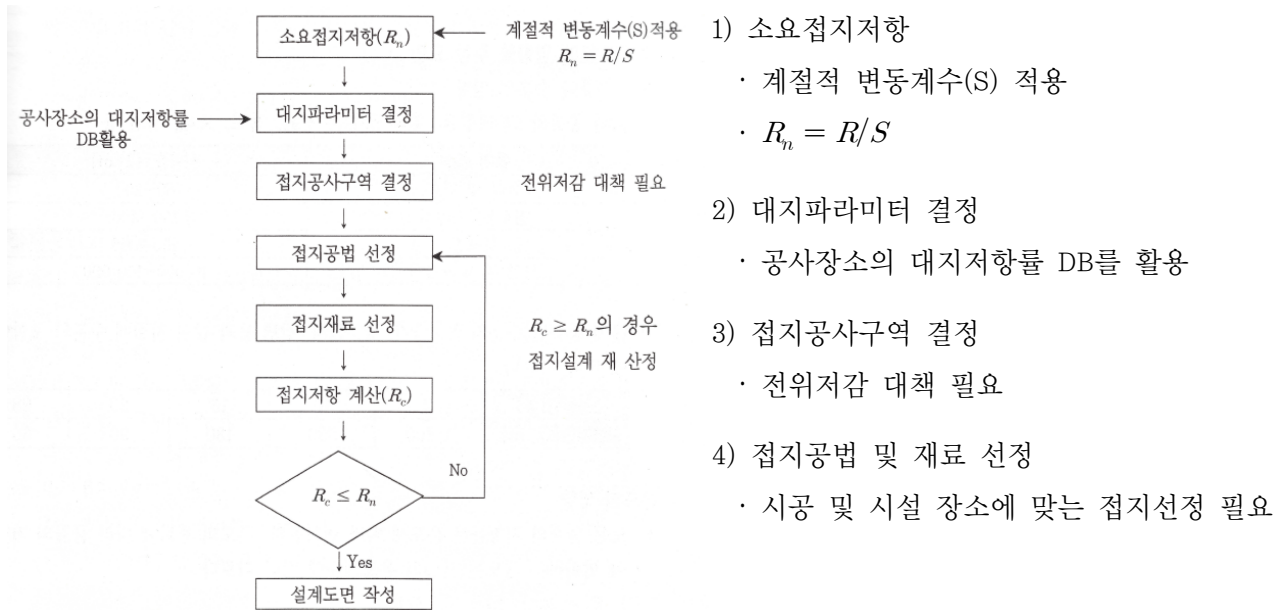 소요접지저항(Rₙ)
계절적 변동계수(S)적용
Rₙ = R/S
공사장소의 대지저항률
DB활용
대지파라미터 결정
접지공사구역 결정
전위저감 대책 필요
접지공법 선정
접지재료 선정
R_c ≥ Rₙ의 경우
접지설계 재 산정
접지저항 계산(R_c)
R_c ≤ Rₙ
No
Yes
설계도면 작성
1) 소요접지저항
· 계절적 변동계수(S) 적용
· Rₙ = R/S
2) 대지파라미터 결정
· 공사장소의 대지저항률 DB를 활용
3) 접지공사구역 결정
· 전위저감 대책 필요
4) 접지공법 및 재료 선정
· 시공 및 시설 장소에 맞는 접지선정 필요